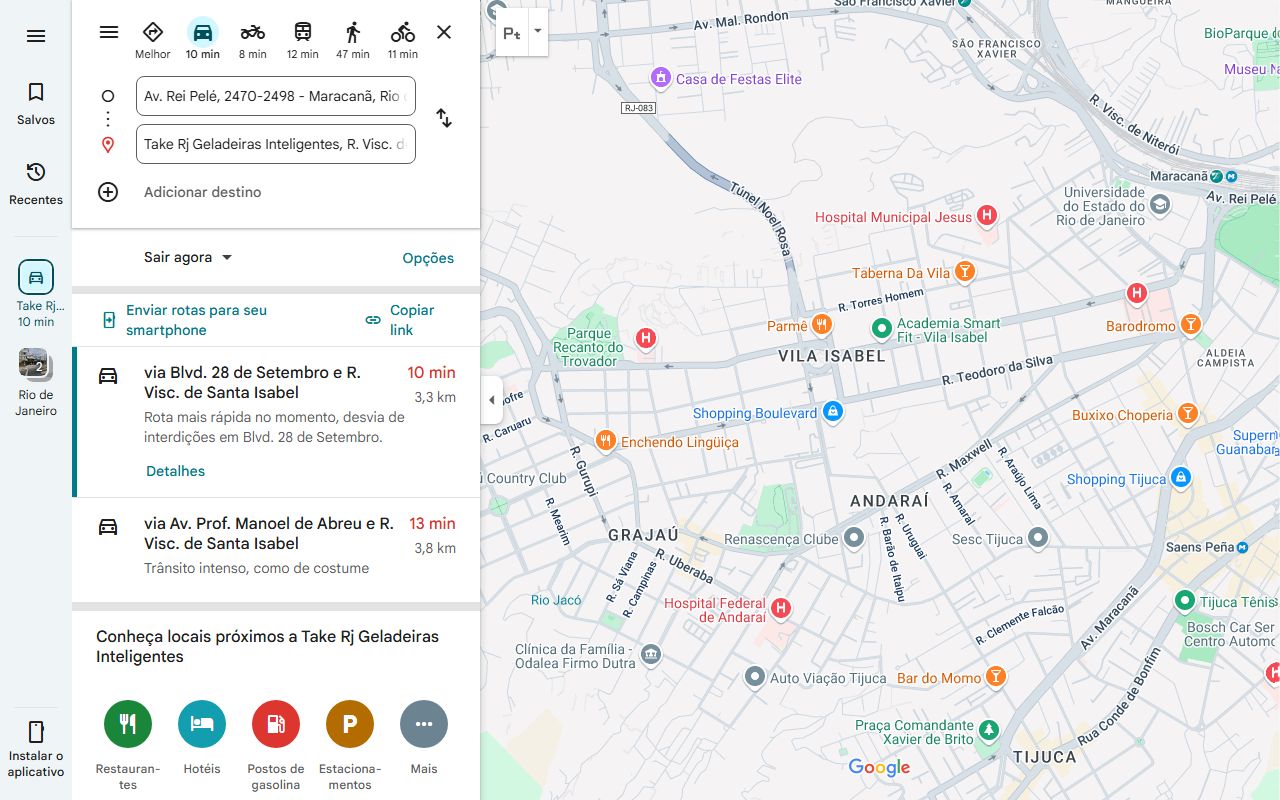 Salvos
Recentes
Take Rj...
10 min
2
Rio de
Janeiro
Instalar o
aplicativo
Melhor
10 min
8 min
12 min
47 min
11 min
Av. Rei Pelé, 2470-2498 - Maracanã, Rio
Take Rj Geladeiras Inteligentes, R. Visc. d
Adicionar destino
Sair agora
Opções
Enviar rotas para seu
smartphone
Copiar
link
via Blvd. 28 de Setembro e R.
Visc. de Santa Isabel
10 min
3,3 km
Rota mais rápida no momento, desvia de
interdições em Blvd. 28 de Setembro.
Detalhes
via Av. Prof. Manoel de Abreu e R.
Visc. de Santa Isabel
13 min
3,8 km
Trânsito intenso, como de costume
Conheça locais próximos a Take Rj Geladeiras
Inteligentes
P
Restauran-
tes
Hotéis
Postos de
gasolina
Estaciona-
mentos
Mais
São Francisco Xavier
MANGUEIRA
Av. Mal. Rondon
SÃO FRANCISCO
XAVIER
BioParque
Museu Na
Casa de Festas Elite
RJ-083
R. Visc. de Niterói
Maracanã
Av. Rei Pelé
Túnel Noel Rosa
Universidade
do Estado do
Rio de Janeiro
Hospital Municipal Jesus
H
Taberna Da Vila
R. Torres Homem
H
Parmê
Academia Smart
Fit - Vila Isabel
Barodromo
Parque
Recanto do
Trovador
H
VILA ISABEL
ALDEIA
CAMPISTA
R. Teodoro da Silva
ofre
R. Caruaru
Shopping Boulevard
Buxixo Choperia
Enchendo Lingüiça
Superm
Guanabar
R. Maxwell
R. Gurupi
ú Country Club
R. Araújo Lima
Shopping Tijuca
ANDARAÍ
R. Amaral
R. Mearim
GRAJAÚ
Renascença Clube
R. Uruguai
R. Barão de Itaipu
Sesc Tijuca
Saens Peña
R. Sá Viana
R. Campinas
R. Uberaba
Rio Jacó
Hospital Federal
de Andaraí
H
R. Clemente Falcão
Av. Maracanã
Tijuca Tênis
Bosch Car Ser
Centro Automo
Clínica da Família -
Odalea Firmo Dutra
Auto Viação Tijuca
Bar do Momo
H
Rua Conde de Bonfim
Praça Comandante
Xavier de Brito
TIJUCA
Google